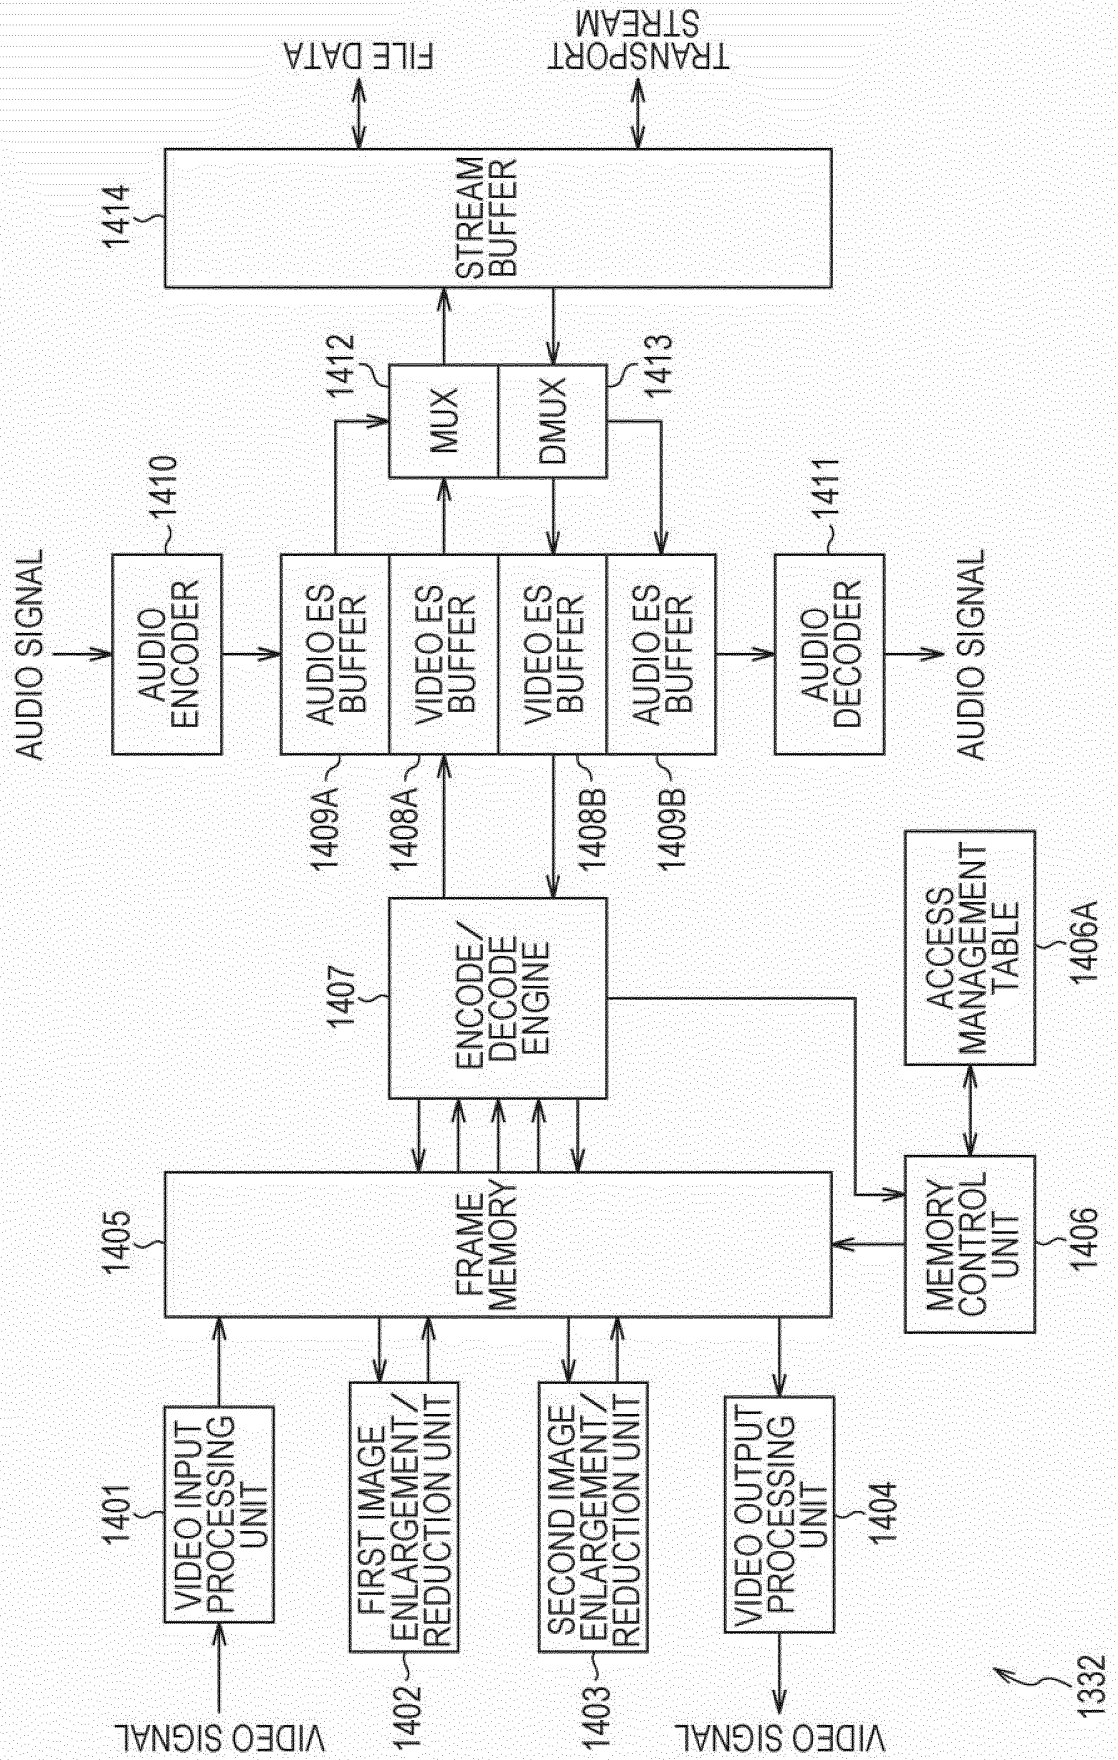 AUDIO SIGNAL
1410
AUDIO
ENCODER
1414
FILE DATA
TRANSPORT
STREAM
STREAM
BUFFER
1412
MUX
DMUX
1413
1409A
AUDIO ES
BUFFER
1408A
VIDEO ES
BUFFER
1408B
VIDEO ES
BUFFER
1409B
AUDIO ES
BUFFER
1411
AUDIO
DECODER
AUDIO SIGNAL
1407
ENCODE/
DECODE
ENGINE
1405
FRAME
MEMORY
ACCESS
MANAGEMENT
TABLE
1406A
MEMORY
CONTROL
UNIT
1406
1401
VIDEO INPUT
PROCESSING
UNIT
VIDEO SIGNAL
FIRST IMAGE
ENLARGEMENT/
REDUCTION UNIT
1402
SECOND IMAGE
ENLARGEMENT/
REDUCTION UNIT
1403
VIDEO OUTPUT
PROCESSING
UNIT
1404
VIDEO SIGNAL
1332